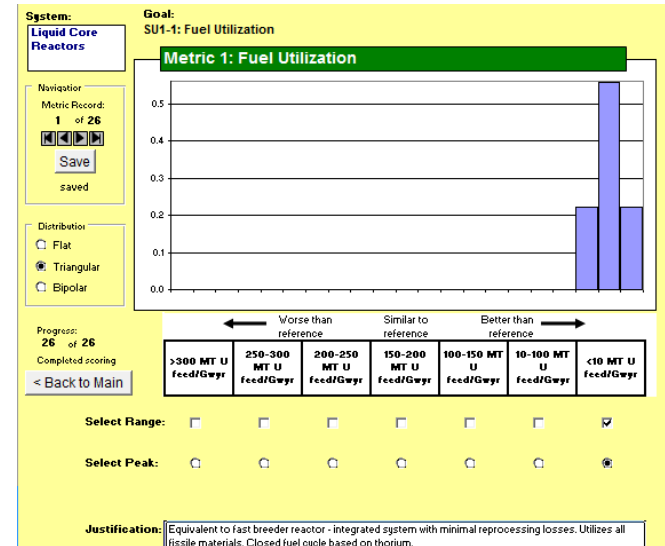 System:
Liquid Core
Reactors
Goal:
SU1-1: Fuel Utilization
Metric 1: Fuel Utilization
Navigation
Metric Record:
1 of 26
Save
saved
Distribution
Flat
Triangular
Bipolar
0.5
0.4
0.3
0.2
0.1
0.0
Worse than
reference
Similar to
reference
Better than
reference
Progress:
26 of 26
Completed scoring
< Back to Main
>300 MT U
feed/Gwyr
250-300
MT U
feed/Gwyr
200-250
MT U
feed/Gwyr
150-200
MT U
feed/Gwyr
100-150 MT
U
feed/Gwyr
10-100 MT
U
feed/Gwyr
<10 MT U
feed/Gwyr
Select Range:
Select Peak:
Justification:
Equivalent to fast breeder reactor - integrated system with minimal reprocessing losses. Utilizes all
fissile materials. Closed fuel cycle based on thorium.